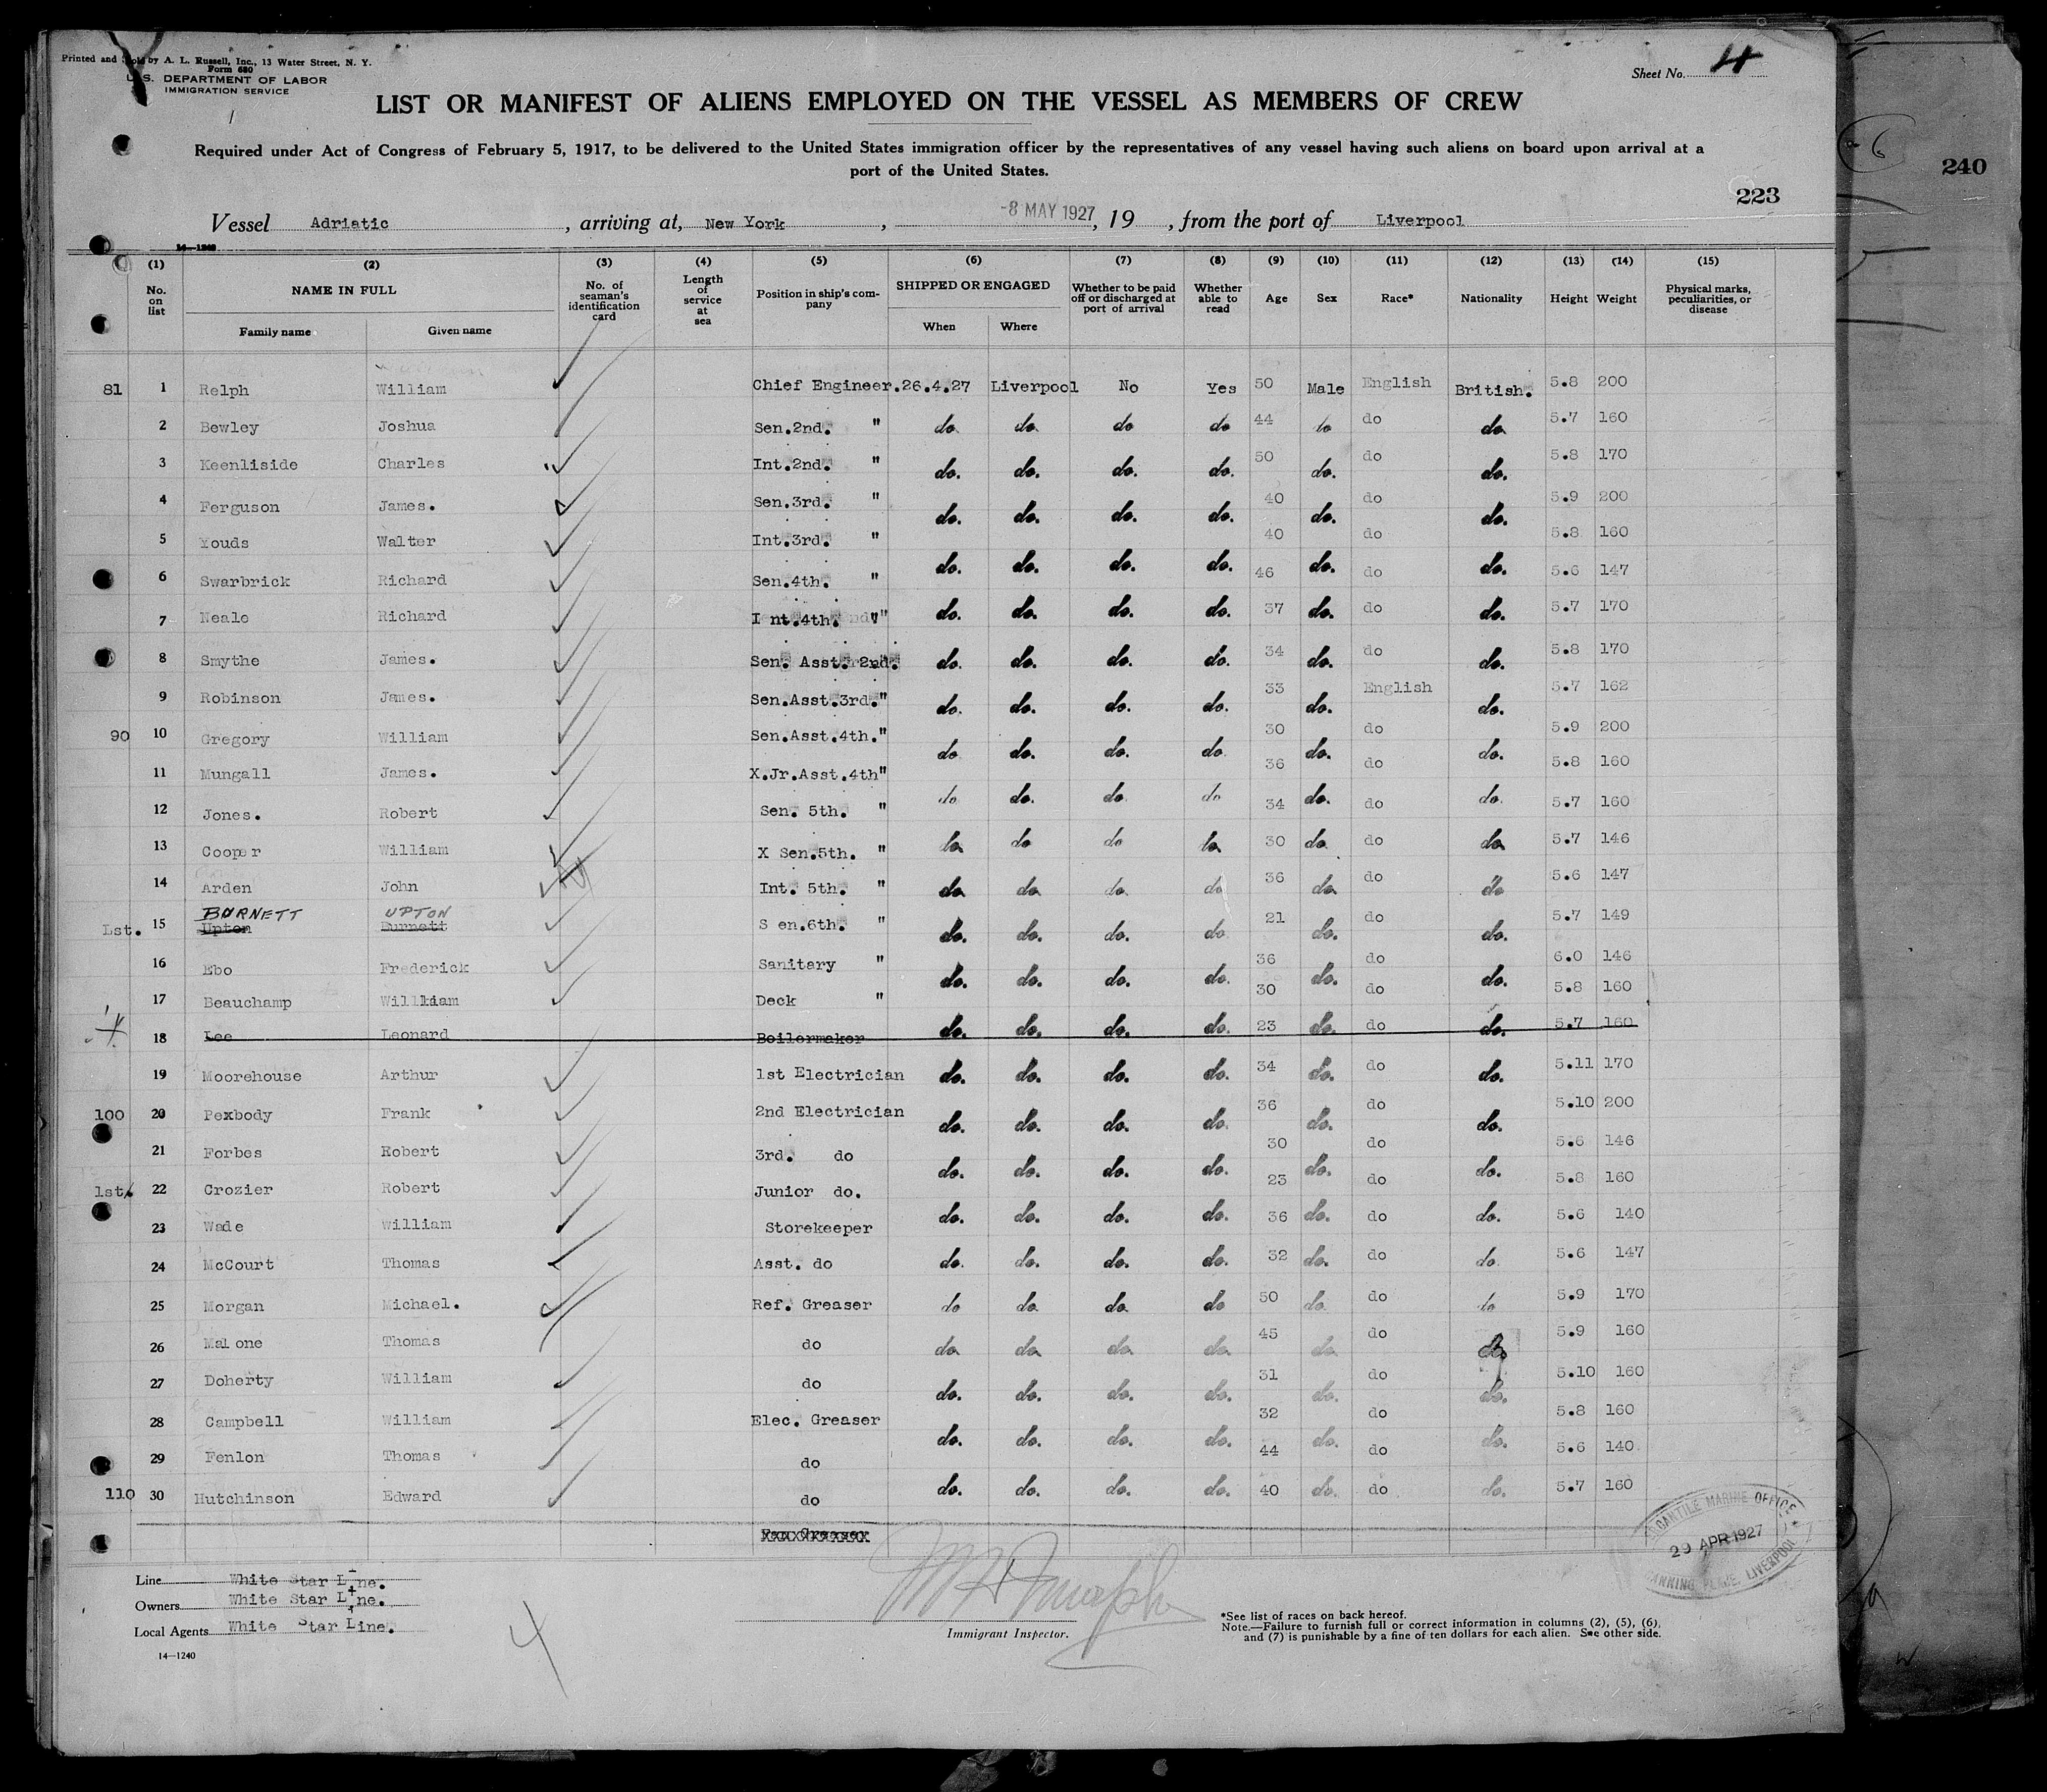 Printed and Sold by A. L. Russell, Inc., 13 Water Street, N. Y.
Form 680
U. S. DEPARTMENT OF LABOR
IMMIGRATION SERVICE
Sheet No. 4
240
LIST OR MANIFEST OF ALIENS EMPLOYED ON THE VESSEL AS MEMBERS OF CREW
Required under Act of Congress of February 5, 1917, to be delivered to the United States immigration officer by the representatives of any vessel having such aliens on board upon arrival at a
port of the United States.
223
Vessel Adriatic, arriving at, New York, -8 MAY 1927, 19, from the port of Liverpool
14—1240
(1) (2) (3) (4) (5) (6) (7) (8) (9) (10) (11) (12) (13) (14) (15)
No. on list NAME IN FULL Family name Given name No. of seaman's identification card Length of service at sea Position in ship's company SHIPPED OR ENGAGED When Where Whether to be paid off or discharged at port of arrival Whether able to read Age Sex Race* Nationality Height Weight Physical marks, peculiarities, or disease
81 1 Relph William Chief Engineer. 26.4.27 Liverpool No Yes 50 Male English British. 5.8 200
2 Bewley Joshua Sen.2nd. " do do do do 44 do do do 5.7 160
3 Keenliside Charles Int.2nd. " do. do. do. do. 50 do. do do. 5.8 170
4 Ferguson James. Sen.3rd. " do. do. do. do. 40 do. do do. 5.9 200
5 Youds Walter Int.3rd. " do. do. do. do. 40 do. do do. 5.8 160
6 Swarbrick Richard Sen.4th. " do. do. do. do. 46 do. do do. 5.6 147
7 Neale Richard Int.4th. " do. do. do. do. 37 do. do do. 5.7 170
8 Smythe James. Sen. Asst. 2nd. do. do. do. do. 34 do. do do. 5.8 170
9 Robinson James. Sen.Asst.3rd." do. do. do. do. 33 do. English do. 5.7 162
90 10 Gregory William Sen.Asst.4th." do do. do. do. 30 do. do do. 5.9 200
11 Mungall James. X.Jr.Asst.4th" do do. do do 36 do. do do. 5.8 160
12 Jones. Robert Sen. 5th. " do do do do 34 do do do 5.7 160
13 Cooper William X Sen.5th. " do do do do 30 do do do 5.7 146
14 Arden John Int. 5th. " do do do do 36 do do do 5.6 147
BURNETT UPTON
1st. 15 Upton Burnett S en.6th. " do. do. do. do 21 do. do do. 5.7 149
16 Ebo Frederick Sanitary " do. do. do. do. 36 do. do do. 6.0 146
17 Beauchamp William Deck " 30 do 5.8 160
18 Lee Leonard Boilermaker do. do. do. do. 23 do. do do. 5.7 160
19 Moorehouse Arthur 1st Electrician do. do. do. do. 34 do. do do. 5.11 170
100 20 Pexbody Frank 2nd Electrician do. do. do. do. 36 do. do do. 5.10 200
21 Forbes Robert 3rd. do do. do. do. do. 30 do. do do. 5.6 146
1st. 22 Crozier Robert Junior do. do. do. do. do. 23 do. do do. 5.8 160
23 Wade William Storekeeper 36 do 5.6 140
24 McCourt Thomas Asst. do do. do. do. do. 32 do. do do. 5.6 147
25 Morgan Michael. Ref. Greaser do do do do 50 do do do 5.9 170
26 Malone Thomas do do do do do 45 do do do 5.9 160
27 Doherty William do do. do. do. do. 31 do. do do. 5.10 160
28 Campbell William Elec. Greaser do. do. do. do. 32 do. do do. 5.8 160
29 Fenlon Thomas do 44 do 5.6 140
110 30 Hutchinson Edward do do. do. do. do. 40 do. do do. 5.7 160
MERCANTILE MARINE OFFICE
29 APR 1927
CANNING PLACE, LIVERPOOL
Line White Star Line.
Owners White Star Line.
Local Agents White Star Line.
14—1240
4
Immigrant Inspector.
*See list of races on back hereof.
Note.—Failure to furnish full or correct information in columns (2), (5), (6),
and (7) is punishable by a fine of ten dollars for each alien. See other side.